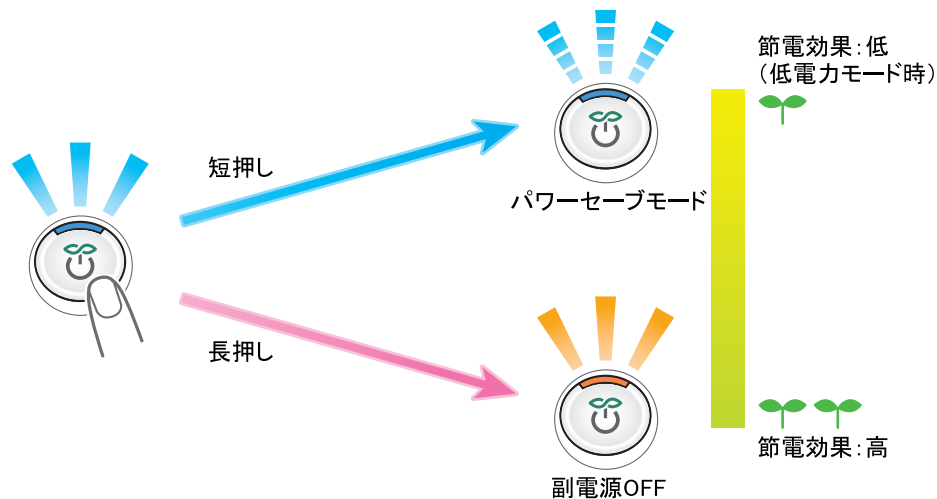 節電効果：低
（低電力モード時）
短押し
パワーセーブモード
長押し
節電効果：高
副電源OFF